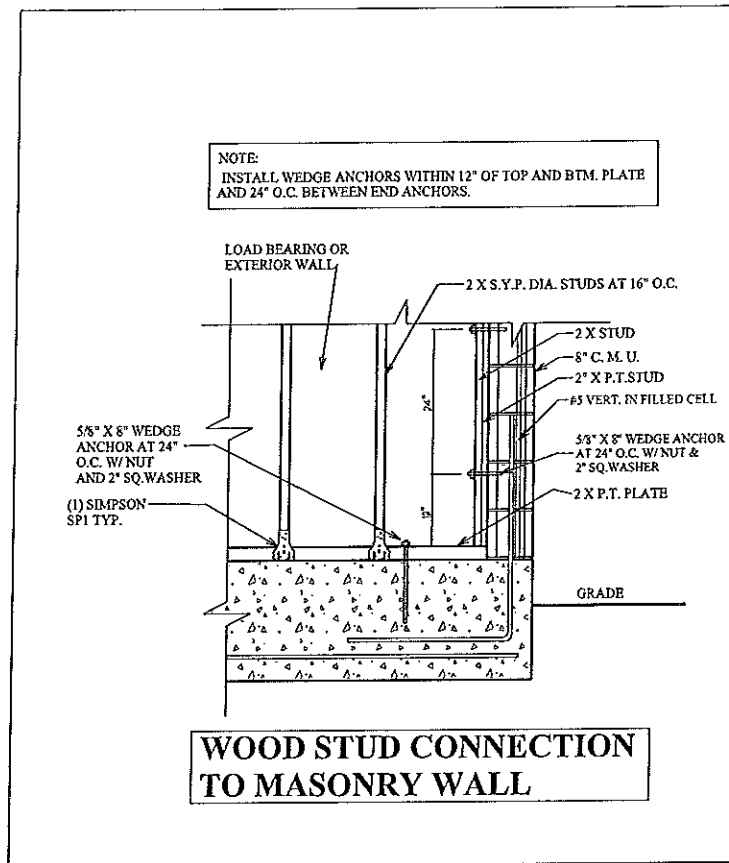 NOTE:
INSTALL WEDGE ANCHORS WITHIN 12" OF TOP AND BTM. PLATE
AND 24" O.C. BETWEEN END ANCHORS.
LOAD BEARING OR
EXTERIOR WALL
2 X S.Y.P. DIA. STUDS AT 16" O.C.
2 X STUD
8" C. M. U.
2" X P.T.STUD
#5 VERT. IN FILLED CELL
24"
5/8" X 8" WEDGE
ANCHOR AT 24"
O.C. W/ NUT
AND 2" SQ.WASHER
5/8" X 8" WEDGE ANCHOR
AT 24" O.C. W/ NUT &
2" SQ.WASHER
12"
2 X P.T. PLATE
(1) SIMPSON
SP1 TYP.
GRADE
WOOD STUD CONNECTION
TO MASONRY WALL